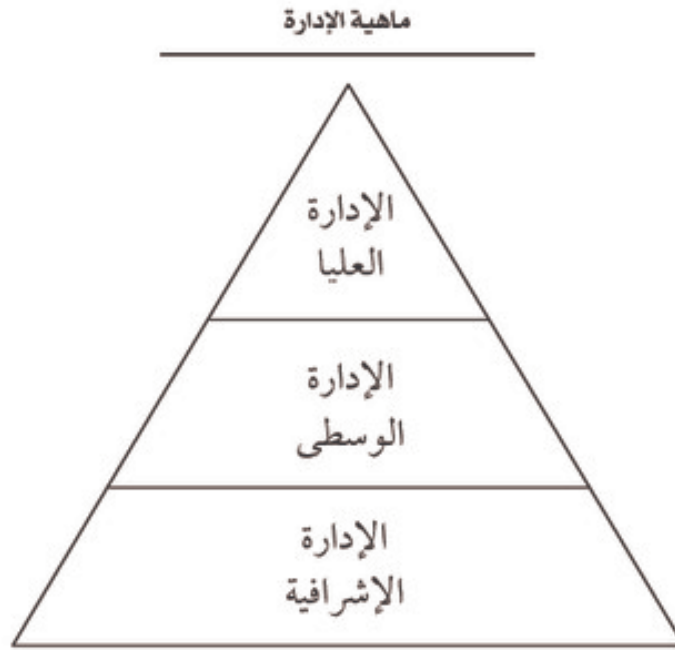 ماهية الإدارة
الإدارة
العليا
الإدارة
الوسطى
الإدارة
الإشرافية